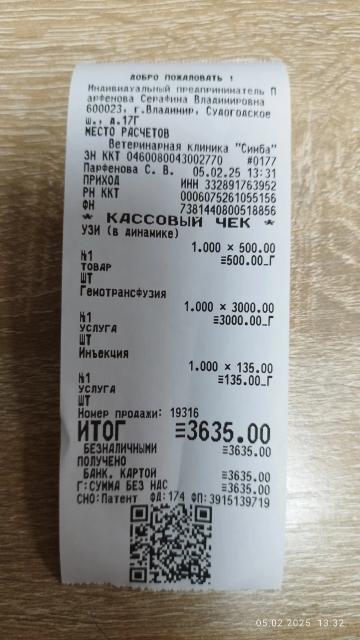 ДОБРО ПОЖАЛОВАТЬ !
Индивидуальный предприниматель П
арфенова Серафина Владимировна
600023, г.Владимир, Судогодское
ш., д.17Г
МЕСТО РАСЧЕТОВ
Ветеринарная клиника "Симба"
ЗН ККТ 0460080043002770 #0177
Парфенова С. В. 05.02.25 13:31
ПРИХОД ИНН 332891763952
РН ККТ 0006075261055156
ФН 7381440800518856
* КАССОВЫЙ ЧЕК *
УЗИ (в динамике)
1.000 × 500.00
№1 ≡500.00_Г
ТОВАР
ШТ
Гемотрансфузия
1.000 × 3000.00
№1 ≡3000.00_Г
УСЛУГА
ШТ
Инъекция
1.000 × 135.00
№1 ≡135.00_Г
УСЛУГА
ШТ
Номер продажи: 19316
ИТОГ ≡3635.00
БЕЗНАЛИЧНЫМИ ≡3635.00
ПОЛУЧЕНО
БАНК. КАРТОЙ ≡3635.00
Г:СУММА БЕЗ НДС ≡3635.00
СНО:Патент ФД:174 ФП:3915139719
05.02.2025 13:32